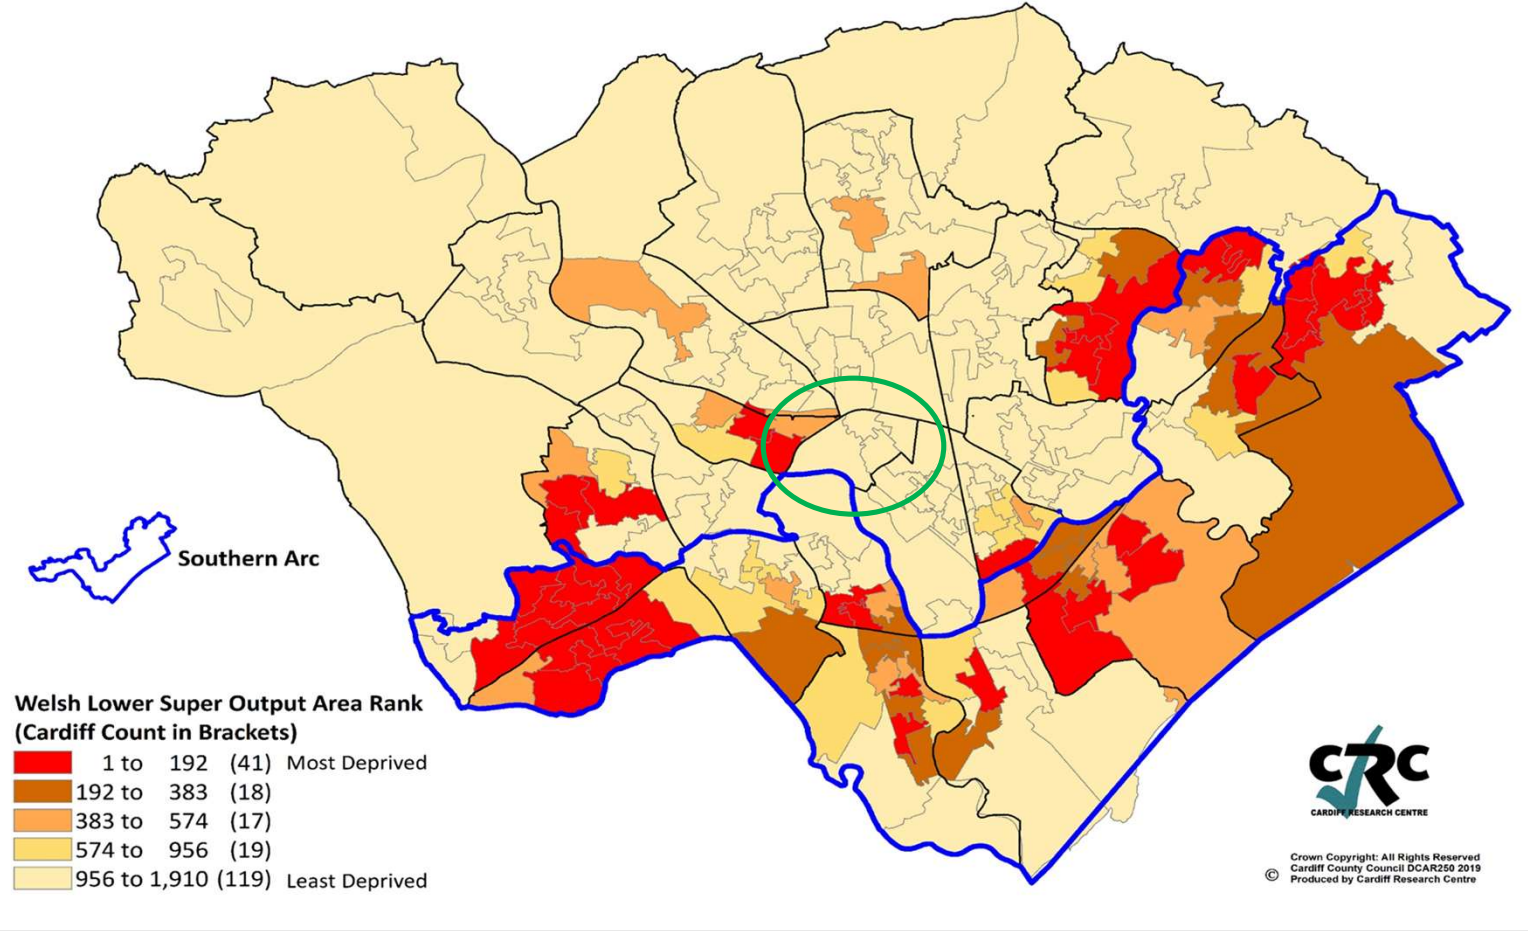 Southern Arc
Welsh Lower Super Output Area Rank
(Cardiff Count in Brackets)
1 to 192 (41) Most Deprived
192 to 383 (18)
383 to 574 (17)
574 to 956 (19)
956 to 1,910 (119) Least Deprived
CRC
CARDIFF RESEARCH CENTRE
Crown Copyright: All Rights Reserved
© Cardiff County Council DCAR250 2019
Produced by Cardiff Research Centre